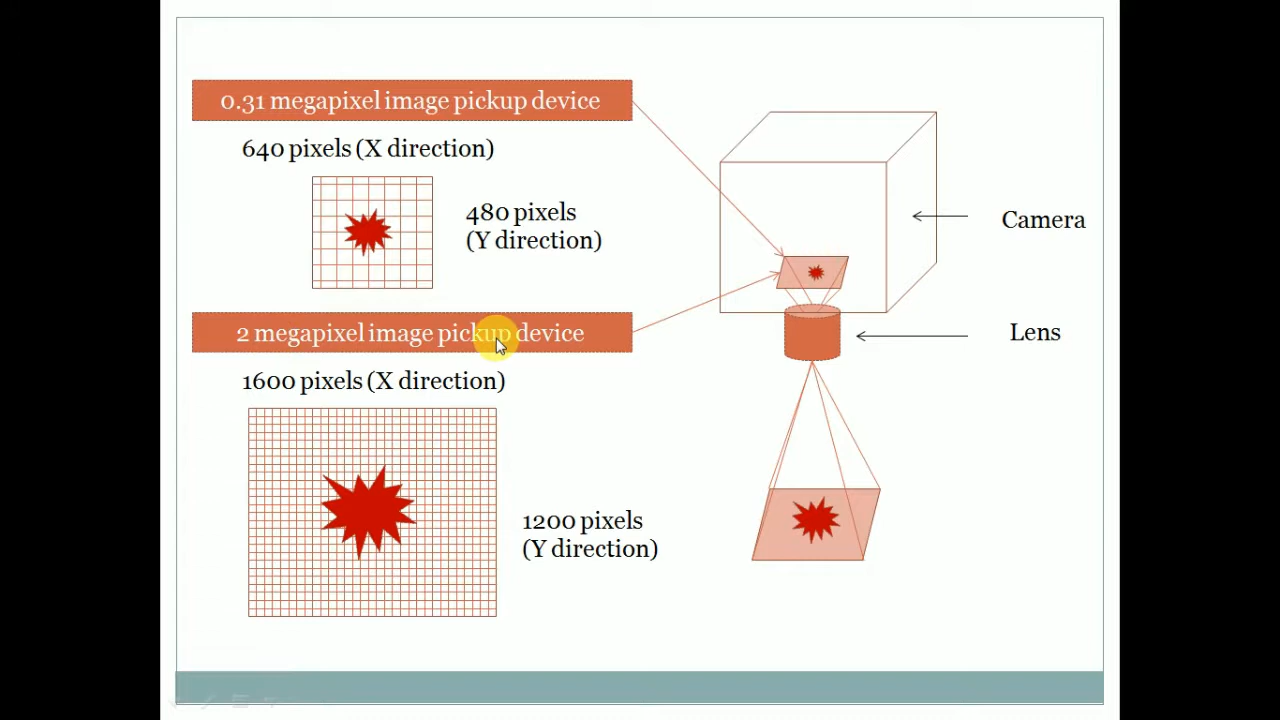 0.31 megapixel image pickup device
640 pixels (X direction)
480 pixels
(Y direction)
2 megapixel image pickup device
1600 pixels (X direction)
1200 pixels
(Y direction)
Camera
Lens